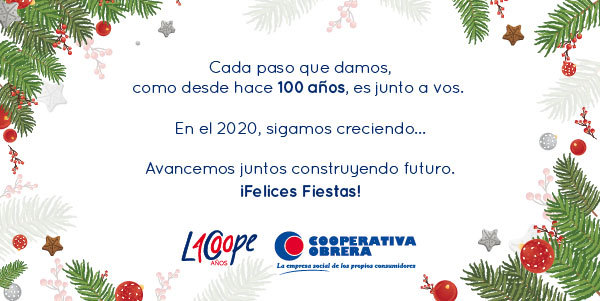 Cada paso que damos,
como desde hace 100 años, es junto a vos.
En el 2020, sigamos creciendo...
Avancemos juntos construyendo futuro.
¡Felices Fiestas!
La Coope
AÑOS
COOPERATIVA
OBRERA
La empresa social de los propios consumidores